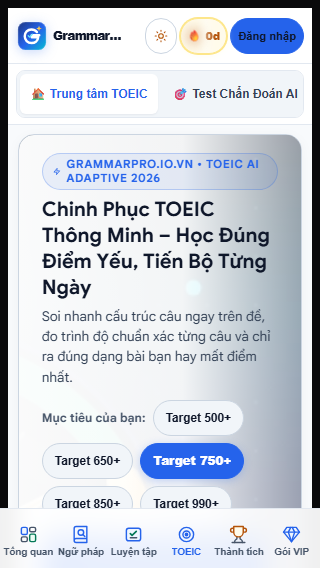 Grammar...
0d
Đăng nhập
Trung tâm TOEIC
Test Chẩn Đoán AI
GRAMMARPRO.IO.VN • TOEIC AI
ADAPTIVE 2026
Chinh Phục TOEIC
Thông Minh – Học Đúng
Điểm Yếu, Tiến Bộ Từng
Ngày
Soi nhanh cấu trúc câu ngay trên đề,
đo trình độ chuẩn xác từng câu và chỉ
ra đúng dạng bài bạn hay mất điểm
nhất.
Mục tiêu của bạn:
Target 500+
Target 650+
Target 750+
Target 850+
Target 990+
Tổng quan
Ngữ pháp
Luyện tập
TOEIC
Thành tích
Gói VIP